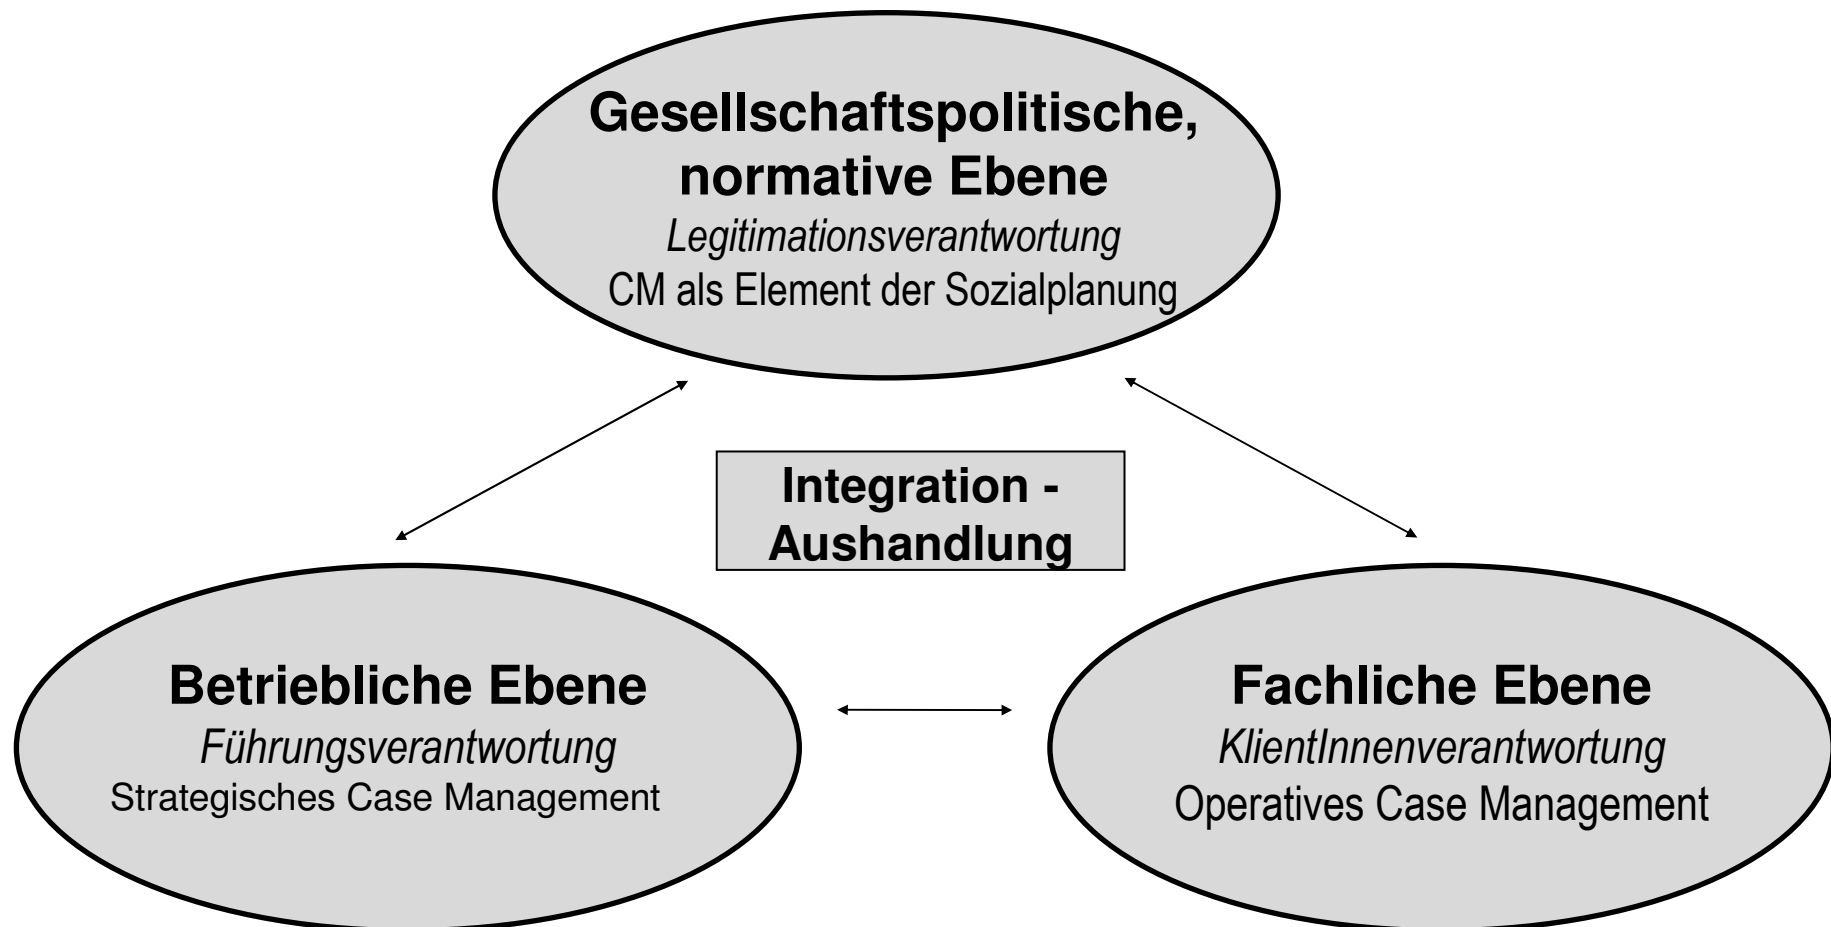 Gesellschaftspolitische,
normative Ebene
Legitimationsverantwortung
CM als Element der Sozialplanung
Integration -
Aushandlung
Betriebliche Ebene
Führungsverantwortung
Strategisches Case Management
Fachliche Ebene
KlientInnenverantwortung
Operatives Case Management